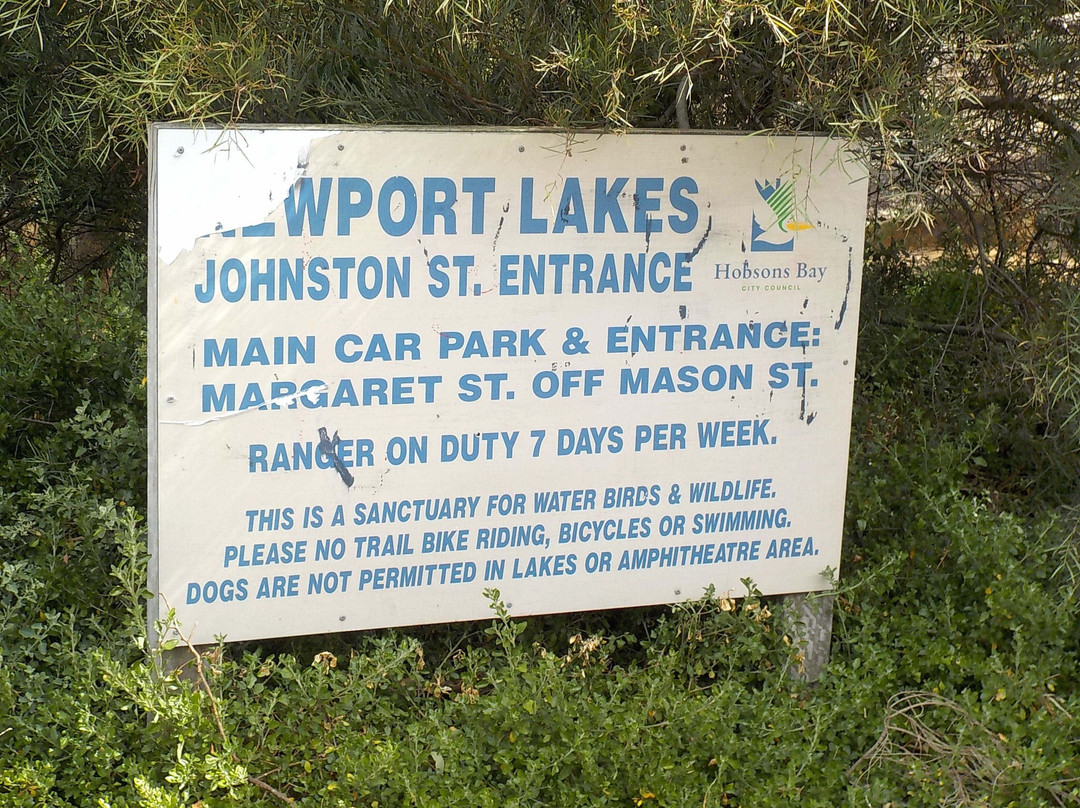 NEWPORT LAKES
JOHNSTON ST. ENTRANCE
Hobsons Bay
CITY COUNCIL
MAIN CAR PARK & ENTRANCE:
MARGARET ST. OFF MASON ST.
RANGER ON DUTY 7 DAYS PER WEEK.
THIS IS A SANCTUARY FOR WATER BIRDS & WILDLIFE.
PLEASE NO TRAIL BIKE RIDING, BICYCLES OR SWIMMING.
DOGS ARE NOT PERMITTED IN LAKES OR AMPHITHEATRE AREA.